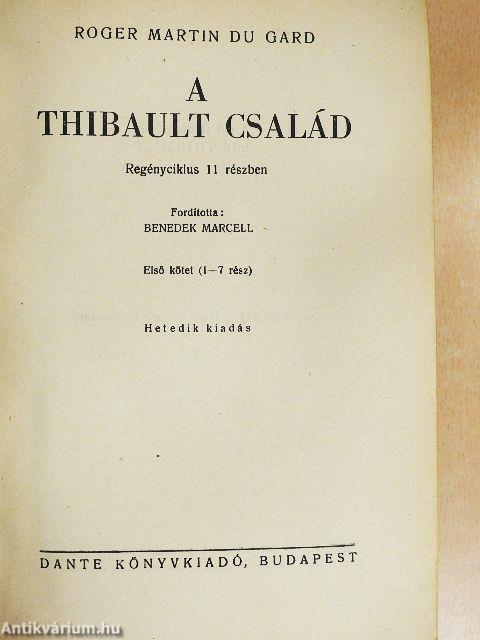 ROGER MARTIN DU GARD
A
THIBAULT CSALÁD
Regényciklus 11 részben
Fordította:
BENEDEK MARCELL
Első kötet (1—7 rész)
Hetedik kiadás
DANTE KÖNYVKIADÓ, BUDAPEST
Antikvárium.hu